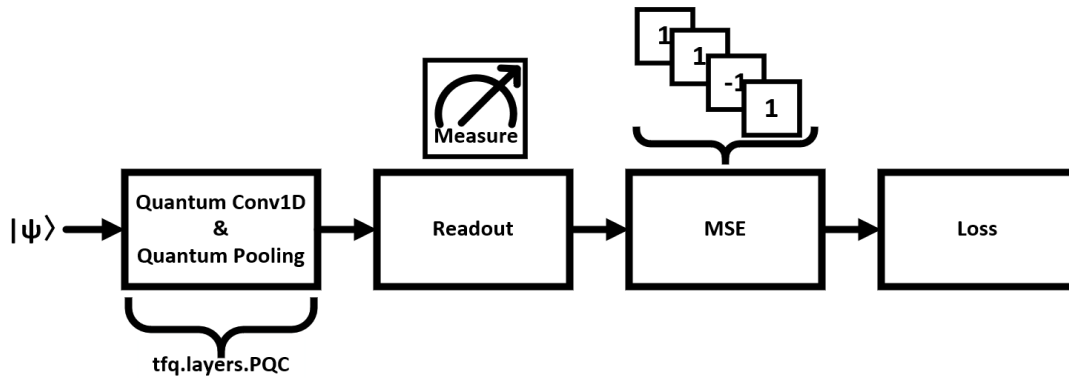 1
1
-1
1
Measure
|ψ⟩
Quantum Conv1D
&
Quantum Pooling
Readout
MSE
Loss
tfq.layers.PQC